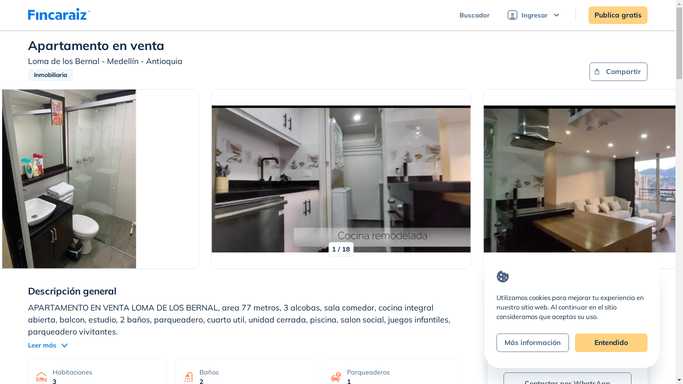 Fincaraiz
Buscador
Ingresar
Publica gratis
Apartamento en venta
Loma de los Bernal - Medellín - Antioquia
Inmobiliaria
Compartir
Cocina remodelada
1 / 18
Descripción general
APARTAMENTO EN VENTA LOMA DE LOS BERNAL, area 77 metros, 3 alcobas, sala comedor, cocina integral
abierta, balcon, estudio, 2 baños, parqueadero, cuarto util, unidad cerrada, piscina, salon social, juegos infantiles,
parqueadero vivitantes.
Leer más
Habitaciones
3
Baños
2
Parqueaderos
1
Utilizamos cookies para mejorar tu experiencia en
nuestro sitio web. Al continuar en el sitio
consideramos que aceptas su uso.
Más información
Entendido
Contactar por WhatsApp